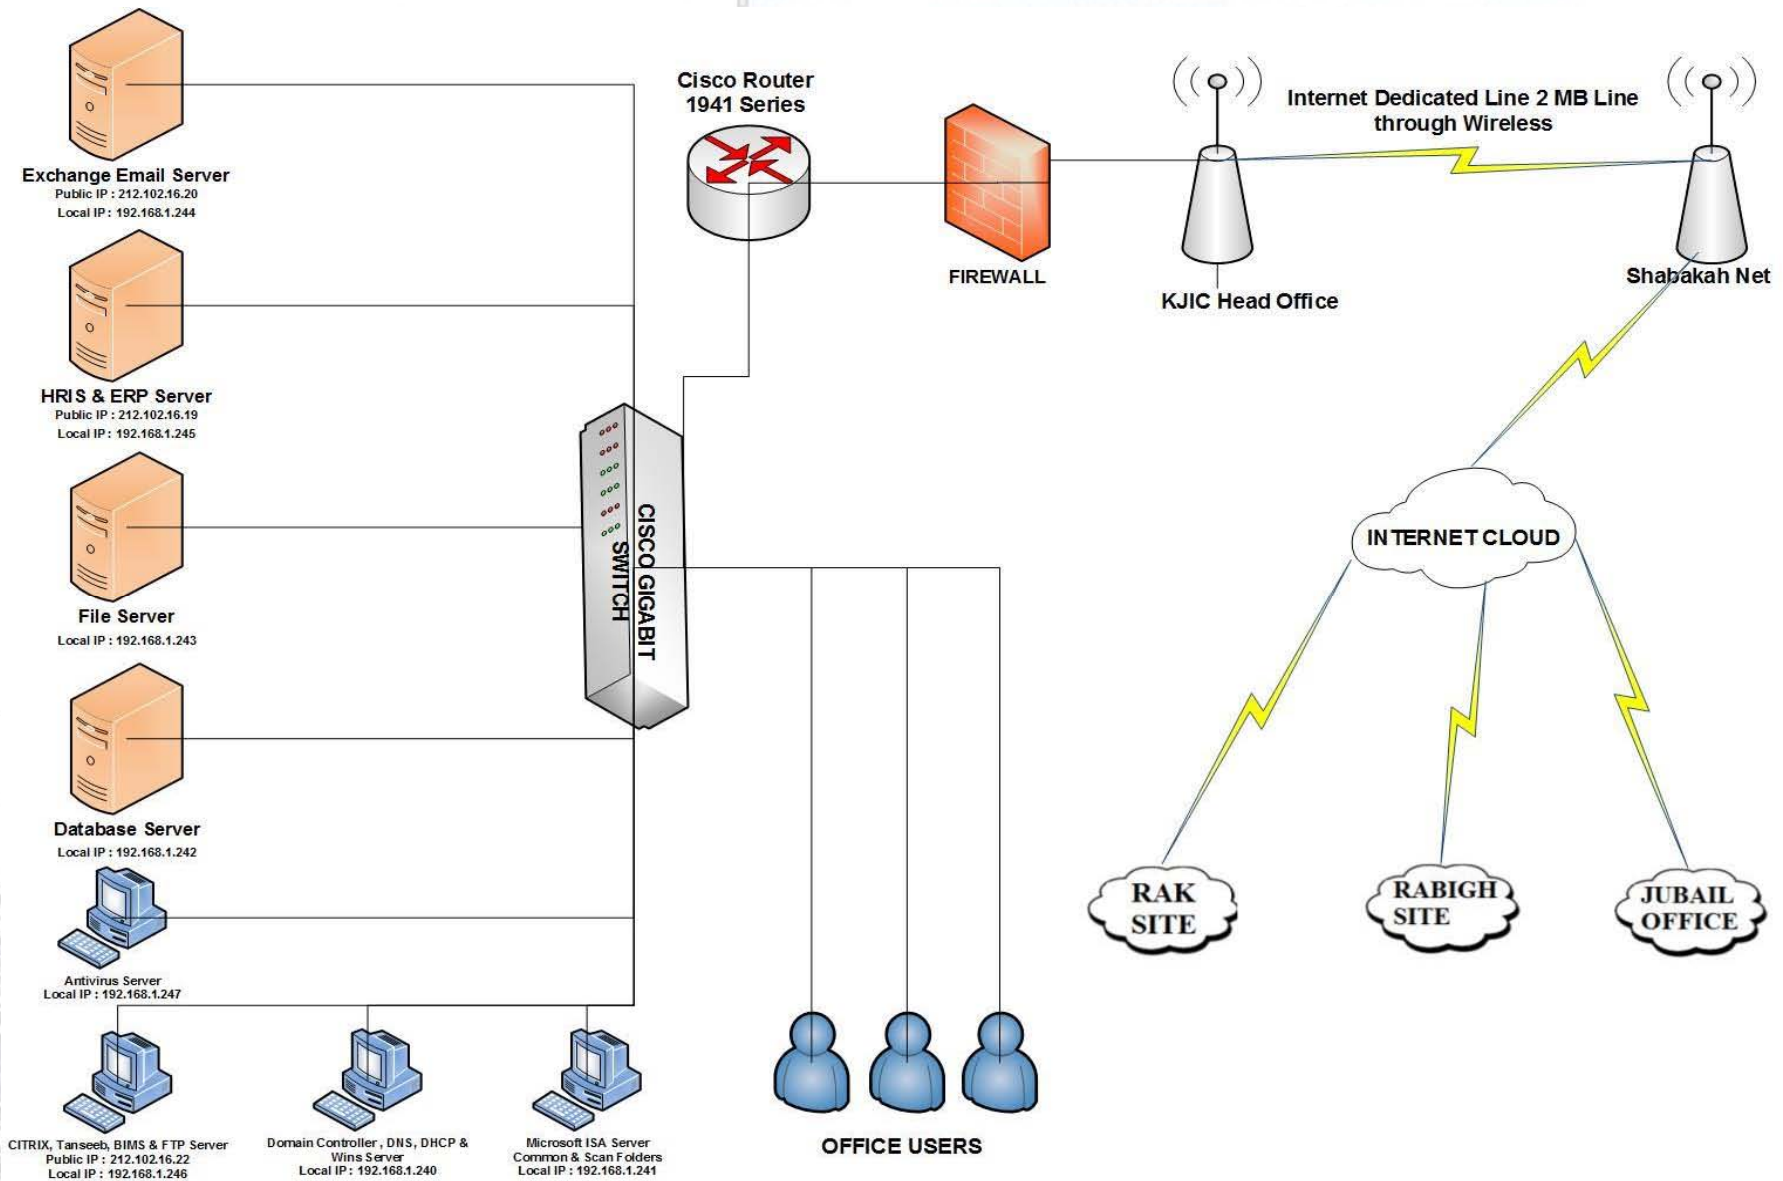 Exchange Email Server
Public IP : 212.102.16.20
Local IP : 192.168.1.244
HRIS & ERP Server
Public IP : 212.102.16.19
Local IP : 192.168.1.245
File Server
Local IP : 192.168.1.243
Database Server
Local IP : 192.168.1.242
Antivirus Server
Local IP : 192.168.1.247
CITRIX, Tanseeb, BIMS & FTP Server
Public IP : 212.102.16.22
Local IP : 192.168.1.246
Domain Controller , DNS, DHCP &
Wins Server
Local IP : 192.168.1.240
Microsoft ISA Server
Common & Scan Folders
Local IP : 192.168.1.241
CISCO GIGABIT
SWITCH
Cisco Router
1941 Series
FIREWALL
KJIC Head Office
Internet Dedicated Line 2 MB Line
through Wireless
Shabakah Net
INTERNET CLOUD
RAK
SITE
RABIGH
SITE
JUBAIL
OFFICE
OFFICE USERS